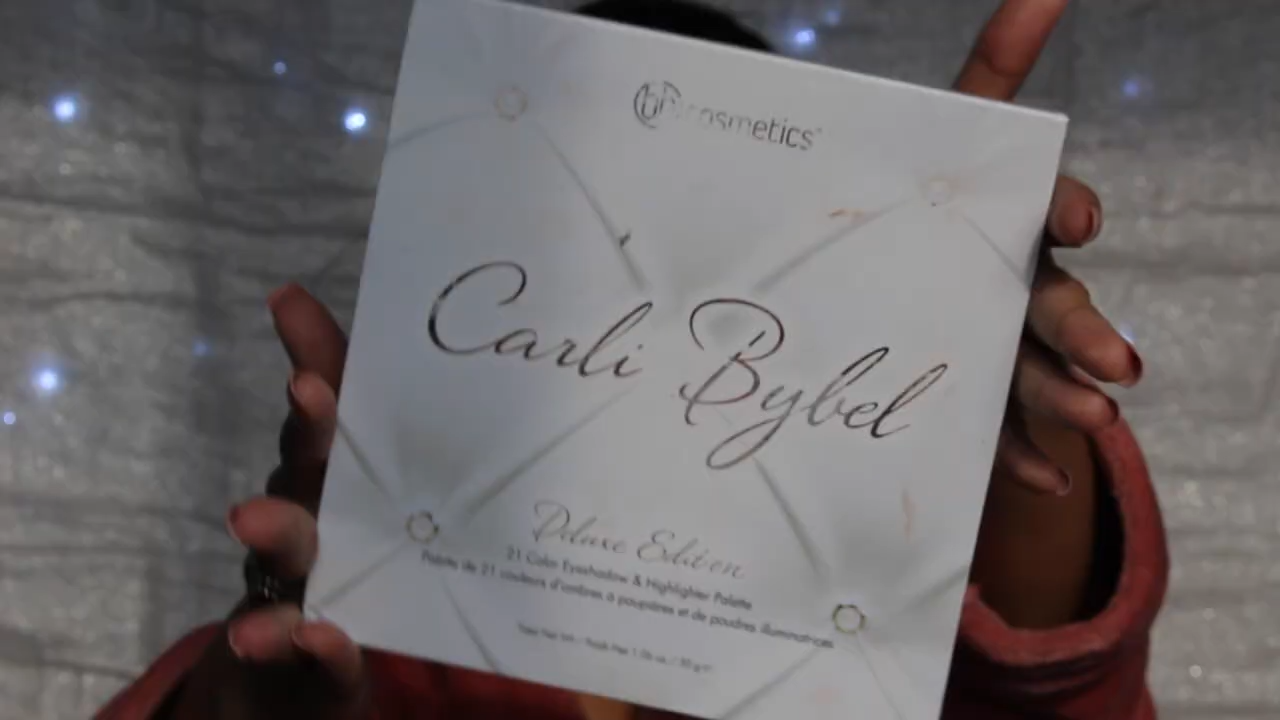 bh cosmetics
Carli Bybel
Deluxe Edition
21 Color Eyeshadow & Highlighter Palette
Palette de 21 couleurs d'ombres à paupières et de poudres illuminatrices